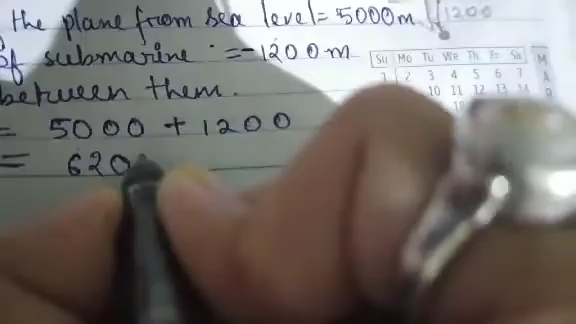 the plane from sea level = 5000m
1200
of submarine = -1200m
between them.
= 5000 + 1200
= 620
Su Mo Tu We Th Fr Sa
1 2 3 4 5 6 7
10 11 12 13 14
M
A
R